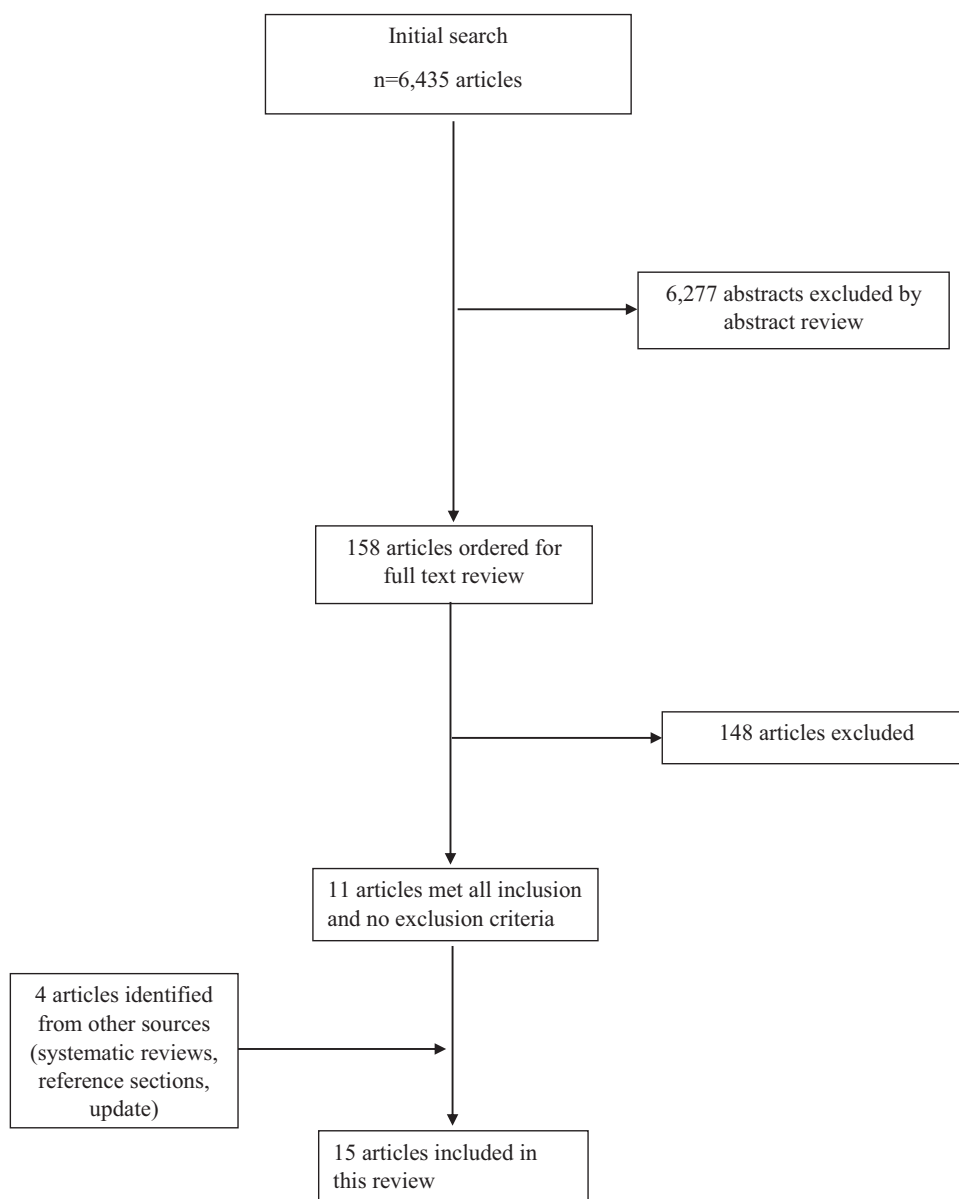 Initial search
n=6,435 articles
6,277 abstracts excluded by
abstract review
158 articles ordered for
full text review
148 articles excluded
11 articles met all inclusion
and no exclusion criteria
4 articles identified
from other sources
(systematic reviews,
reference sections,
update)
15 articles included in
this review